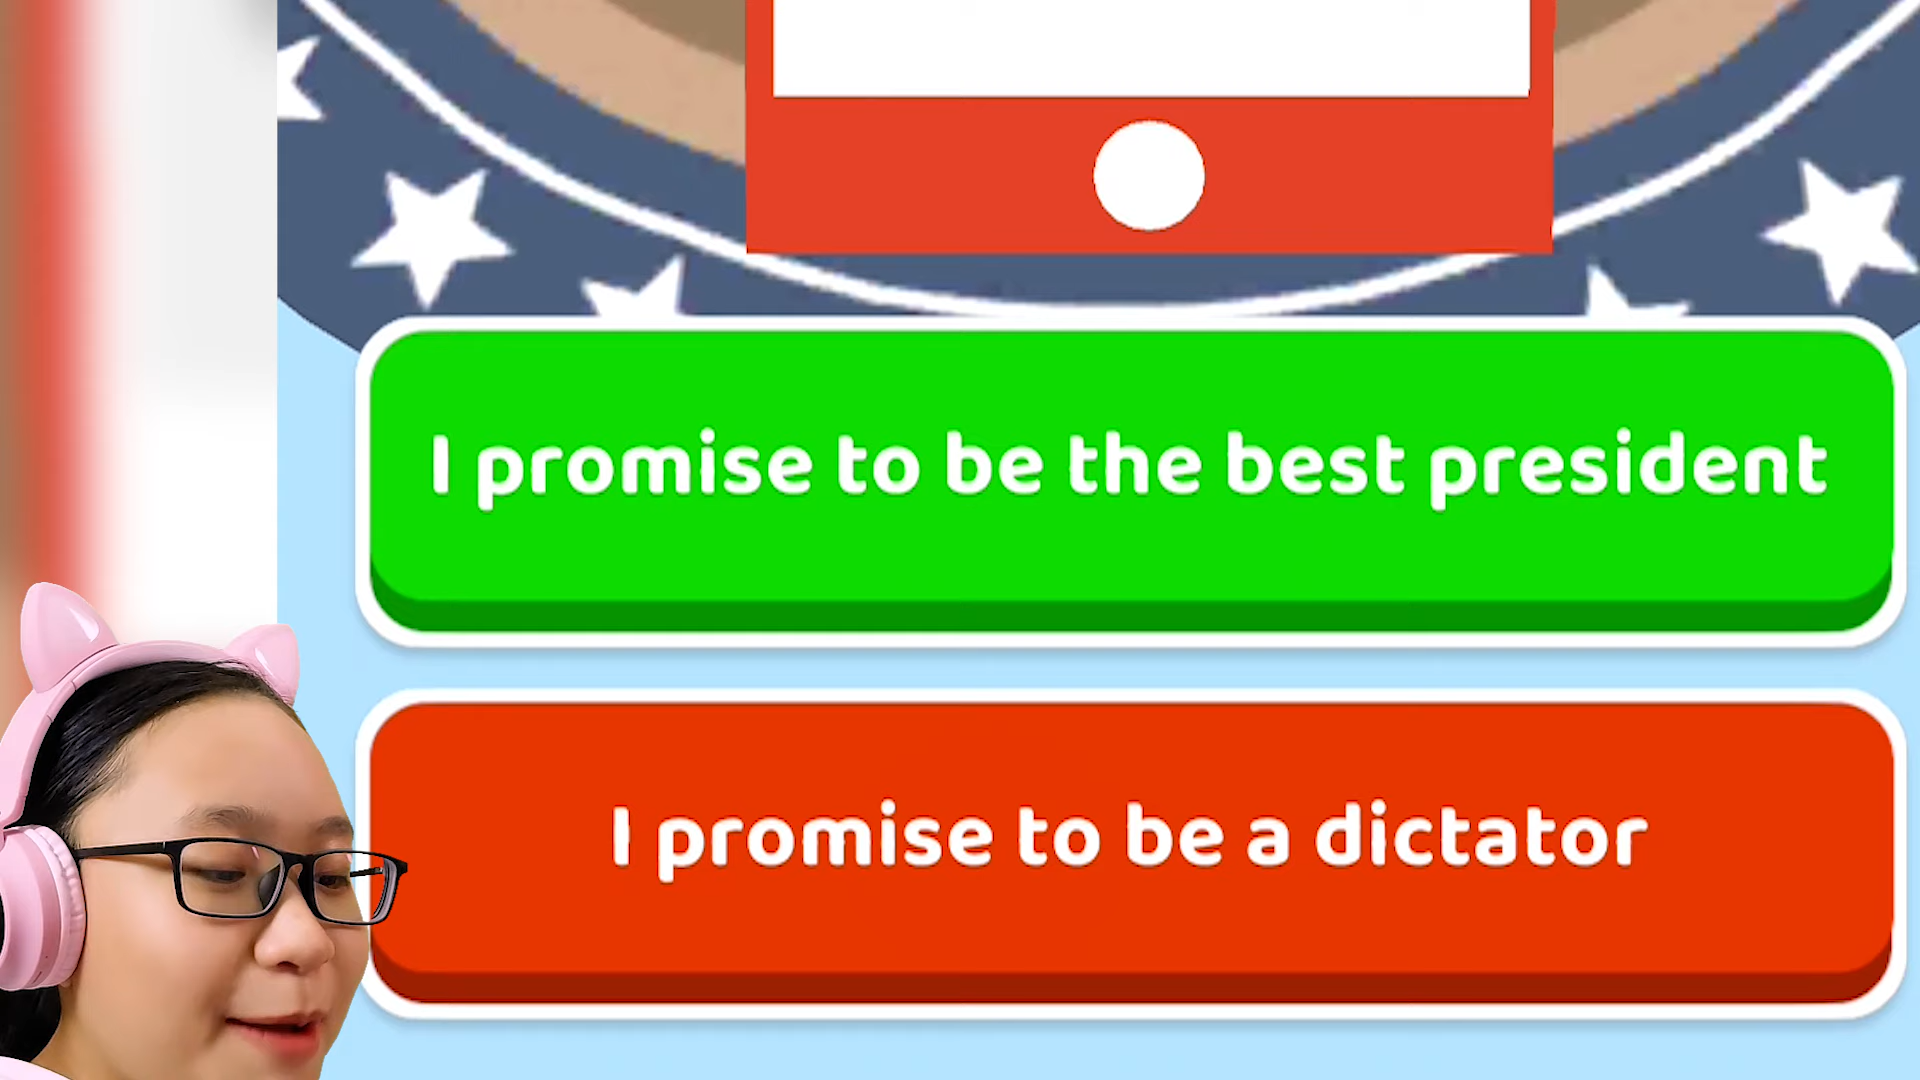 I promise to be the best president
I promise to be a dictator